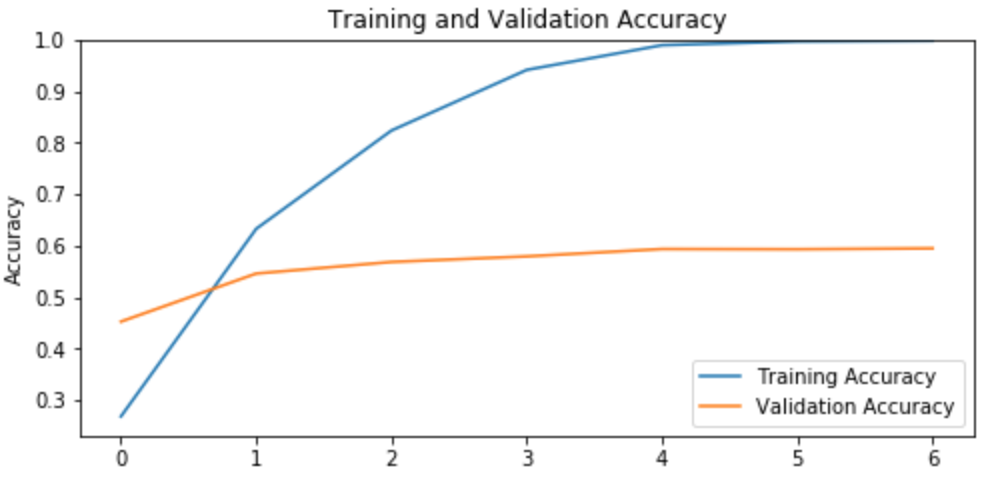 Training and Validation Accuracy
1.0
0.9
0.8
0.7
0.6
0.5
0.4
0.3
Accuracy
Training Accuracy
Validation Accuracy
0 1 2 3 4 5 6